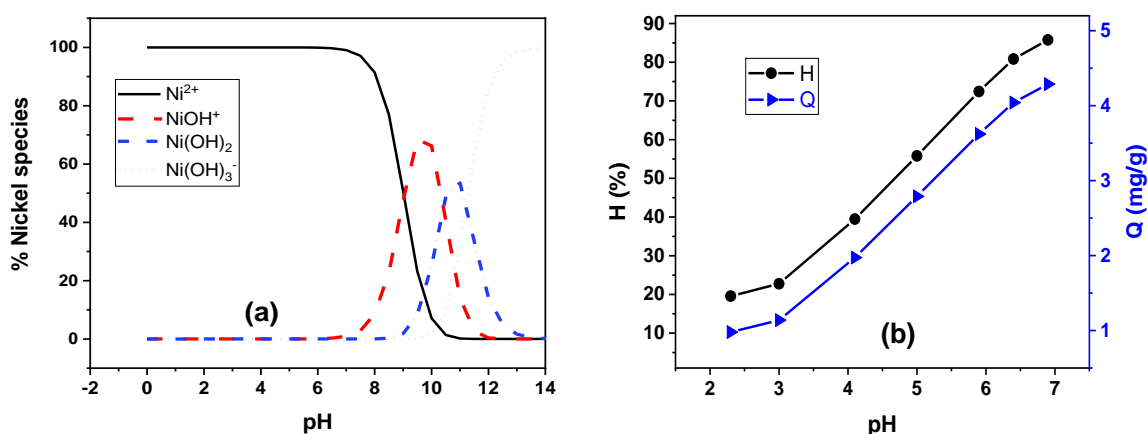 % Nickel species
100
80
60
40
20
0
Ni²⁺
NiOH⁺
Ni(OH)₂
Ni(OH)₃⁻
(a)
-2 0 2 4 6 8 10 12 14
pH
H (%)
90
80
70
60
50
40
30
20
10
H
Q
(b)
2 3 4 5 6 7
pH
5
4
3
2
1
Q (mg/g)